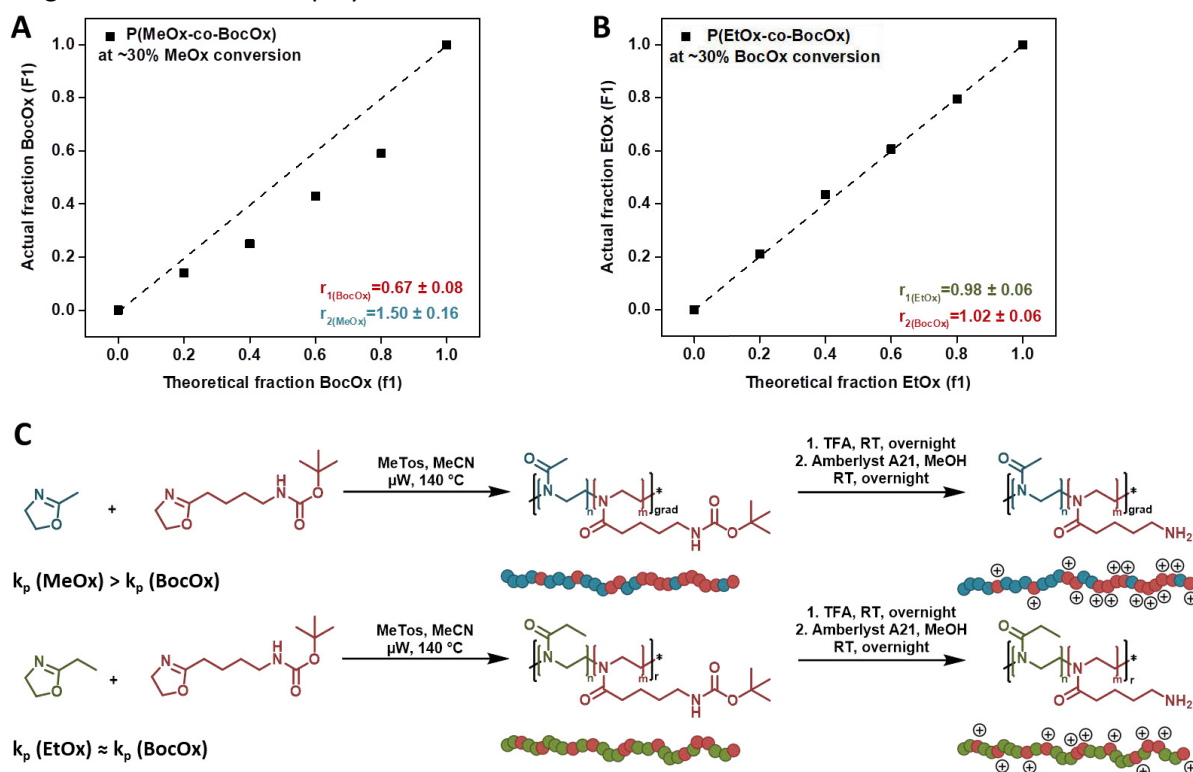 A
P(MeOx-co-BocOx)
at ~30% MeOx conversion
Actual fraction BocOx (F1)
1.0
0.8
0.6
0.4
0.2
0.0
r1(BocOx)=0.67 ± 0.08
r2(MeOx)=1.50 ± 0.16
0.0 0.2 0.4 0.6 0.8 1.0
Theoretical fraction BocOx (f1)
B
P(EtOx-co-BocOx)
at ~30% BocOx conversion
Actual fraction EtOx (F1)
1.0
0.8
0.6
0.4
0.2
0.0
r1(EtOx)=0.98 ± 0.06
r2(BocOx)=1.02 ± 0.06
0.0 0.2 0.4 0.6 0.8 1.0
Theoretical fraction EtOx (f1)
C
N
O
+
N
O
H
N
O
O
MeTos, MeCN
µW, 140 °C
O
N
n
N
m
*
grad
O
N
H
O
O
1. TFA, RT, overnight
2. Amberlyst A21, MeOH
RT, overnight
O
N
n
N
m
*
grad
O
NH2
kp (MeOx) > kp (BocOx)
+ + + + + + + + + + + +
N
O
+
N
O
H
N
O
O
MeTos, MeCN
µW, 140 °C
O
N
n
N
m
*
r
O
N
H
O
O
1. TFA, RT, overnight
2. Amberlyst A21, MeOH
RT, overnight
O
N
n
N
m
*
r
O
NH2
kp (EtOx) ≈ kp (BocOx)
+ + + + + + + + + + + +